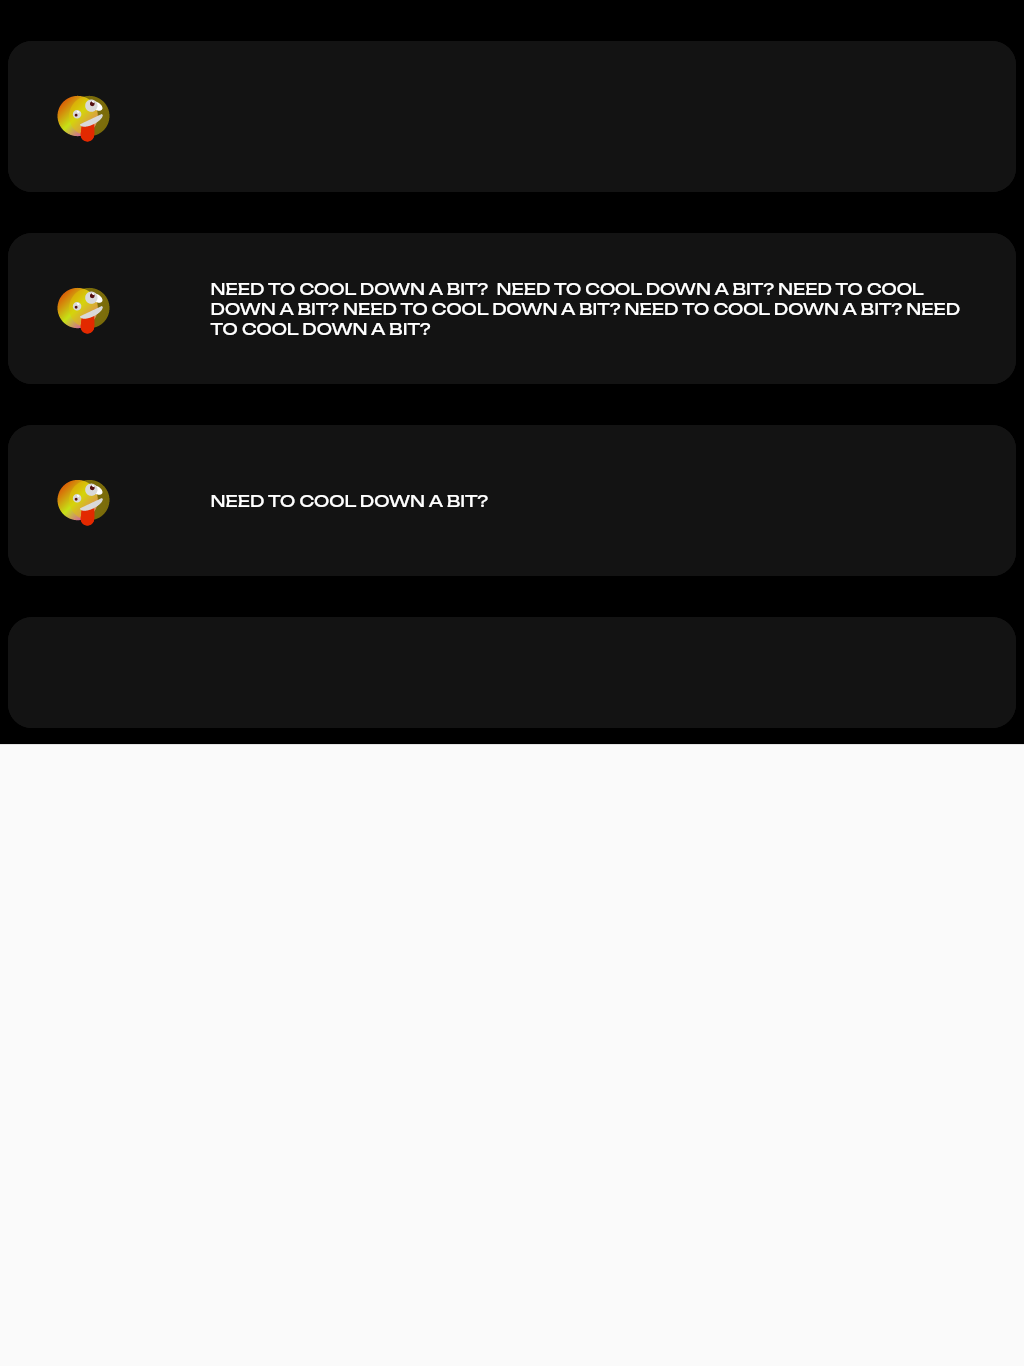 NEED TO COOL DOWN A BIT?  NEED TO COOL DOWN A BIT? NEED TO COOL
DOWN A BIT? NEED TO COOL DOWN A BIT? NEED TO COOL DOWN A BIT? NEED
TO COOL DOWN A BIT?
NEED TO COOL DOWN A BIT?